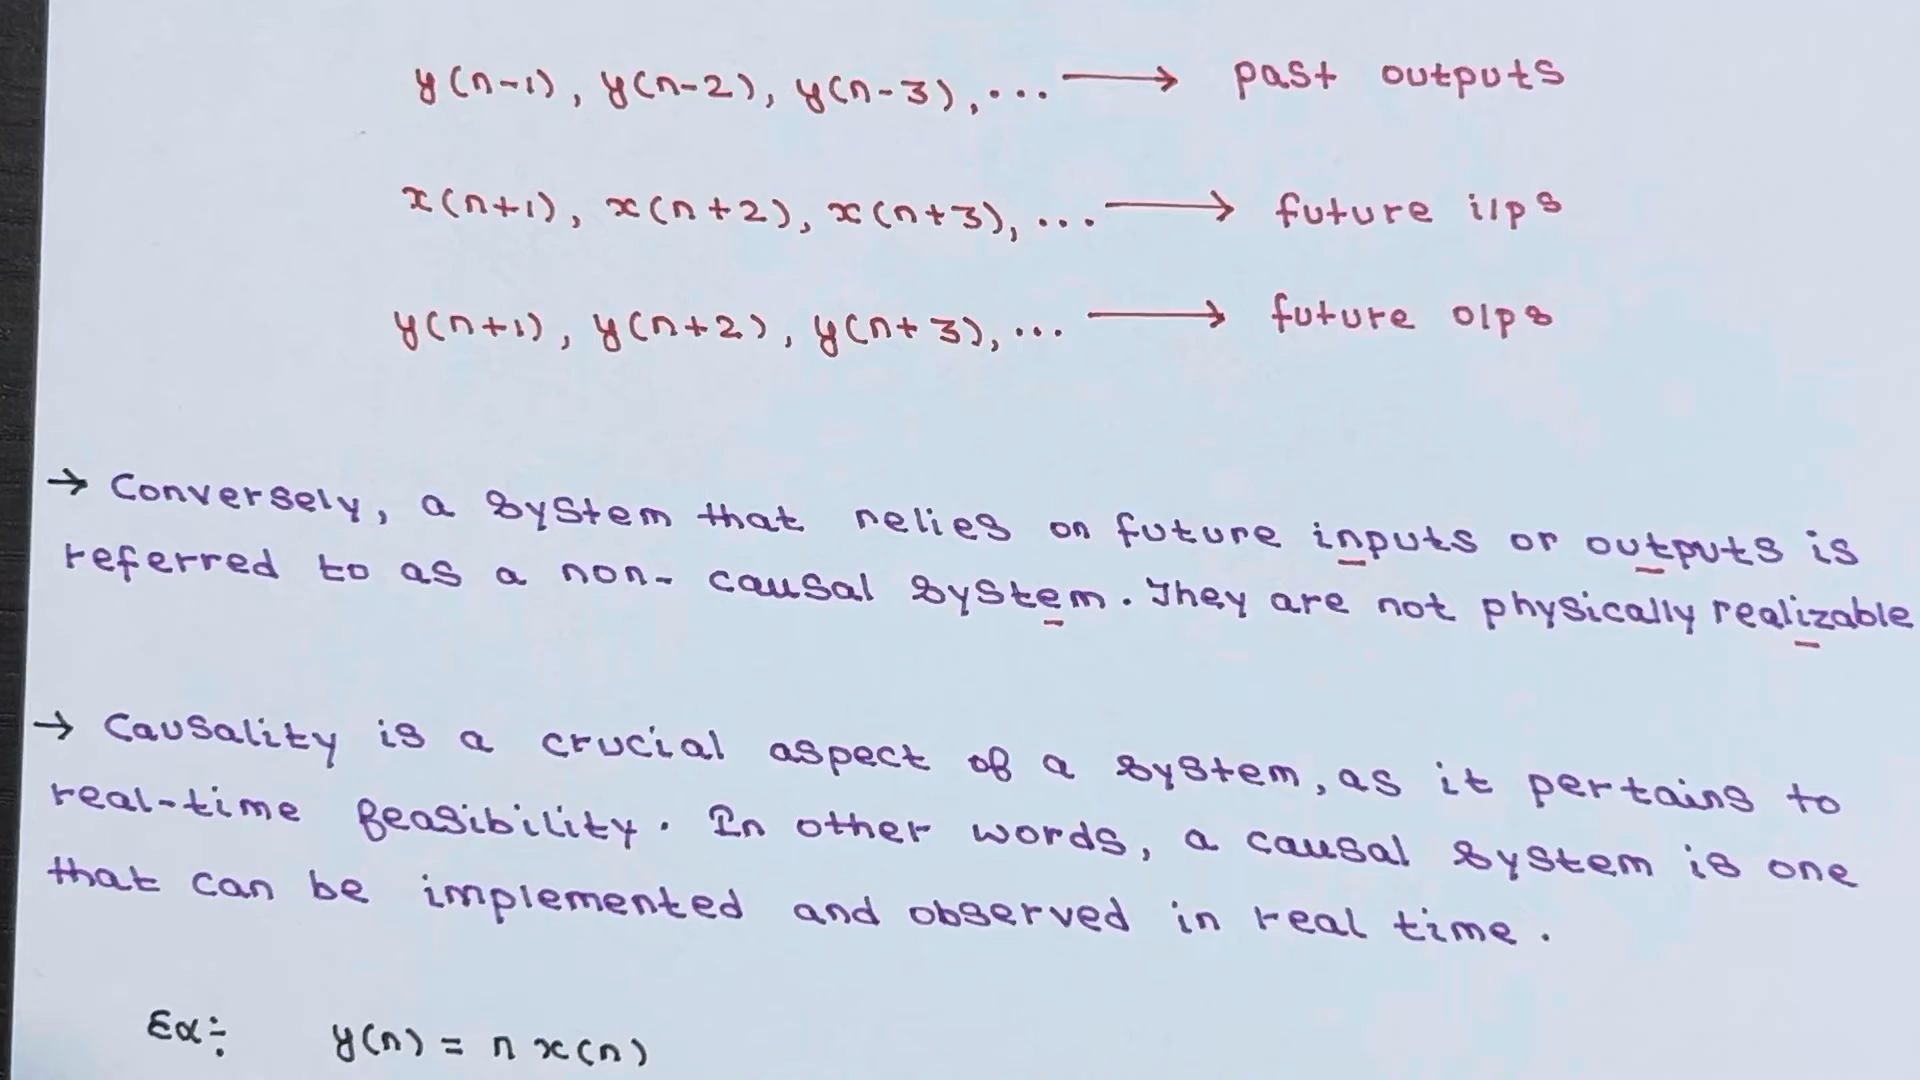 y(n-1), y(n-2), y(n-3), ... ⟶ past outputs
x(n+1), x(n+2), x(n+3), ... ⟶ future i/ps
y(n+1), y(n+2), y(n+3), ... ⟶ future o/ps
→ Conversely, a system that relies on future inputs or outputs is
referred to as a non-causal system. They are not physically realizable
→ Causality is a crucial aspect of a system, as it pertains to
real-time feasibility. In other words, a causal system is one
that can be implemented and observed in real time.
Ex÷ y(n) = n x(n)